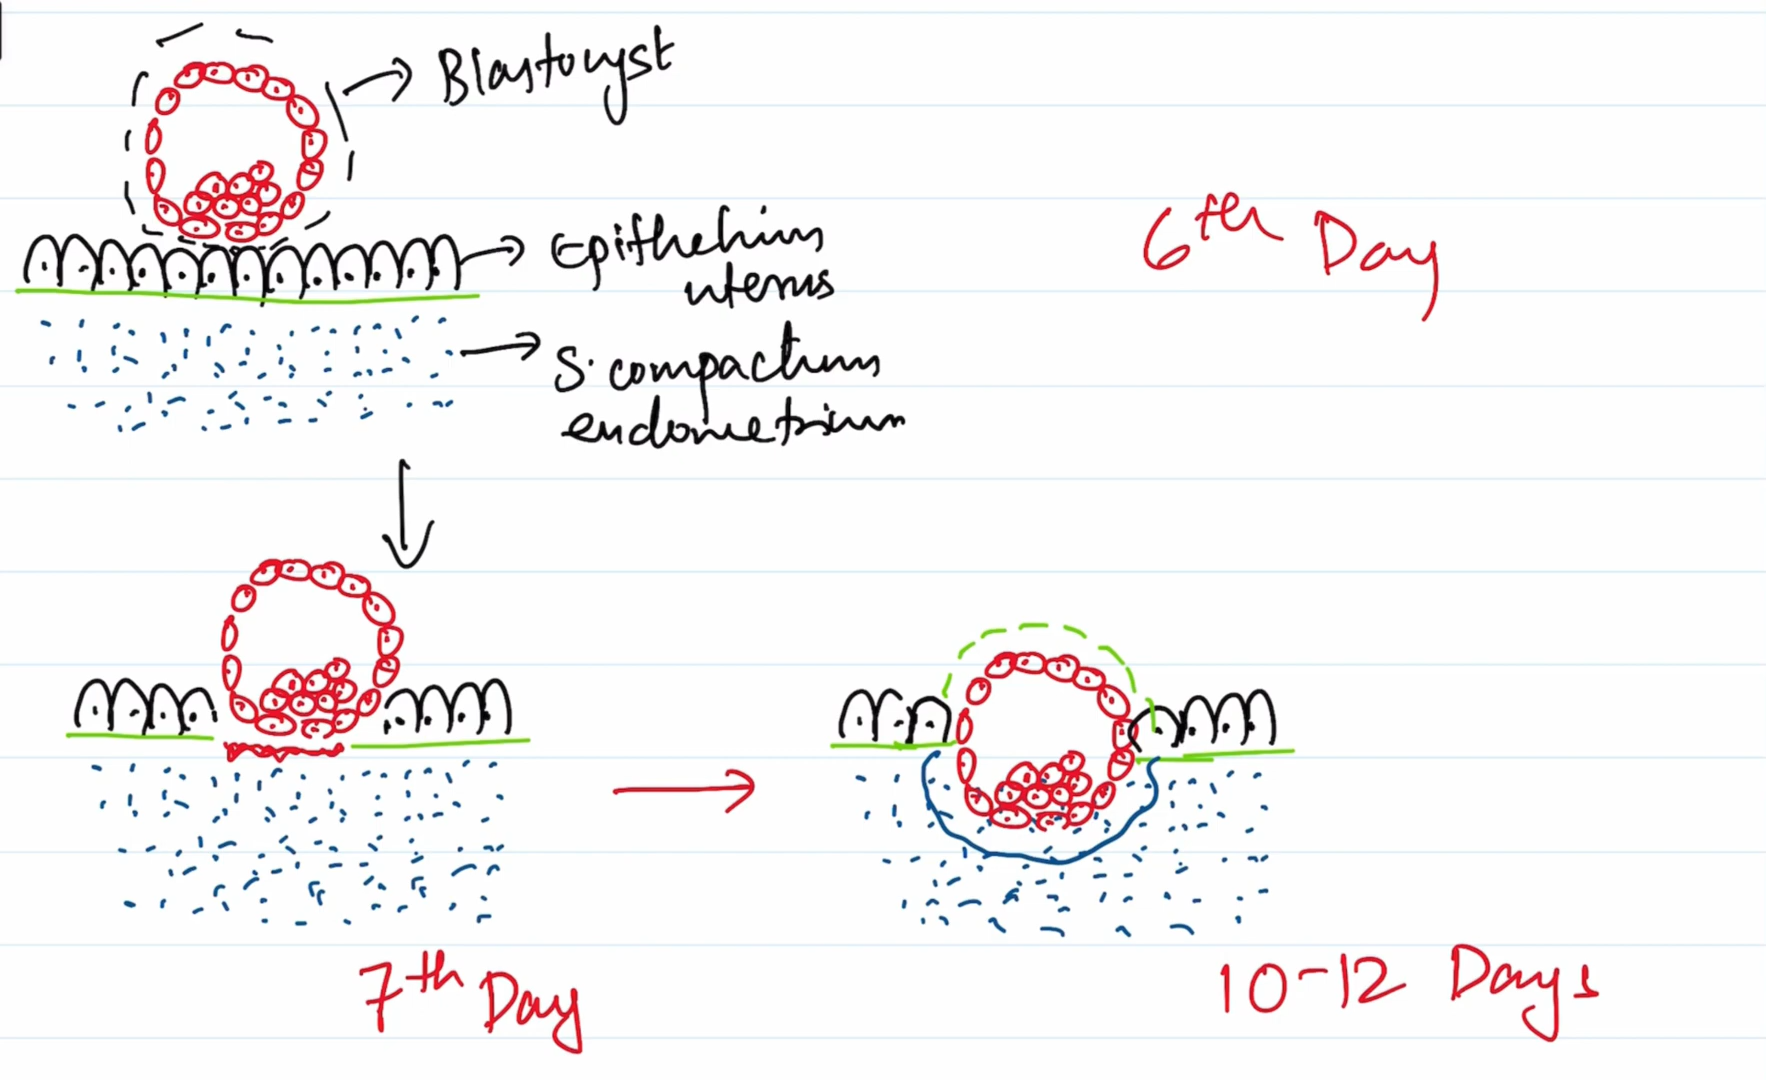 Blastocyst
Epithelium
uterus
6th Day
S. compactum
endometrium
7th Day
10-12 Days